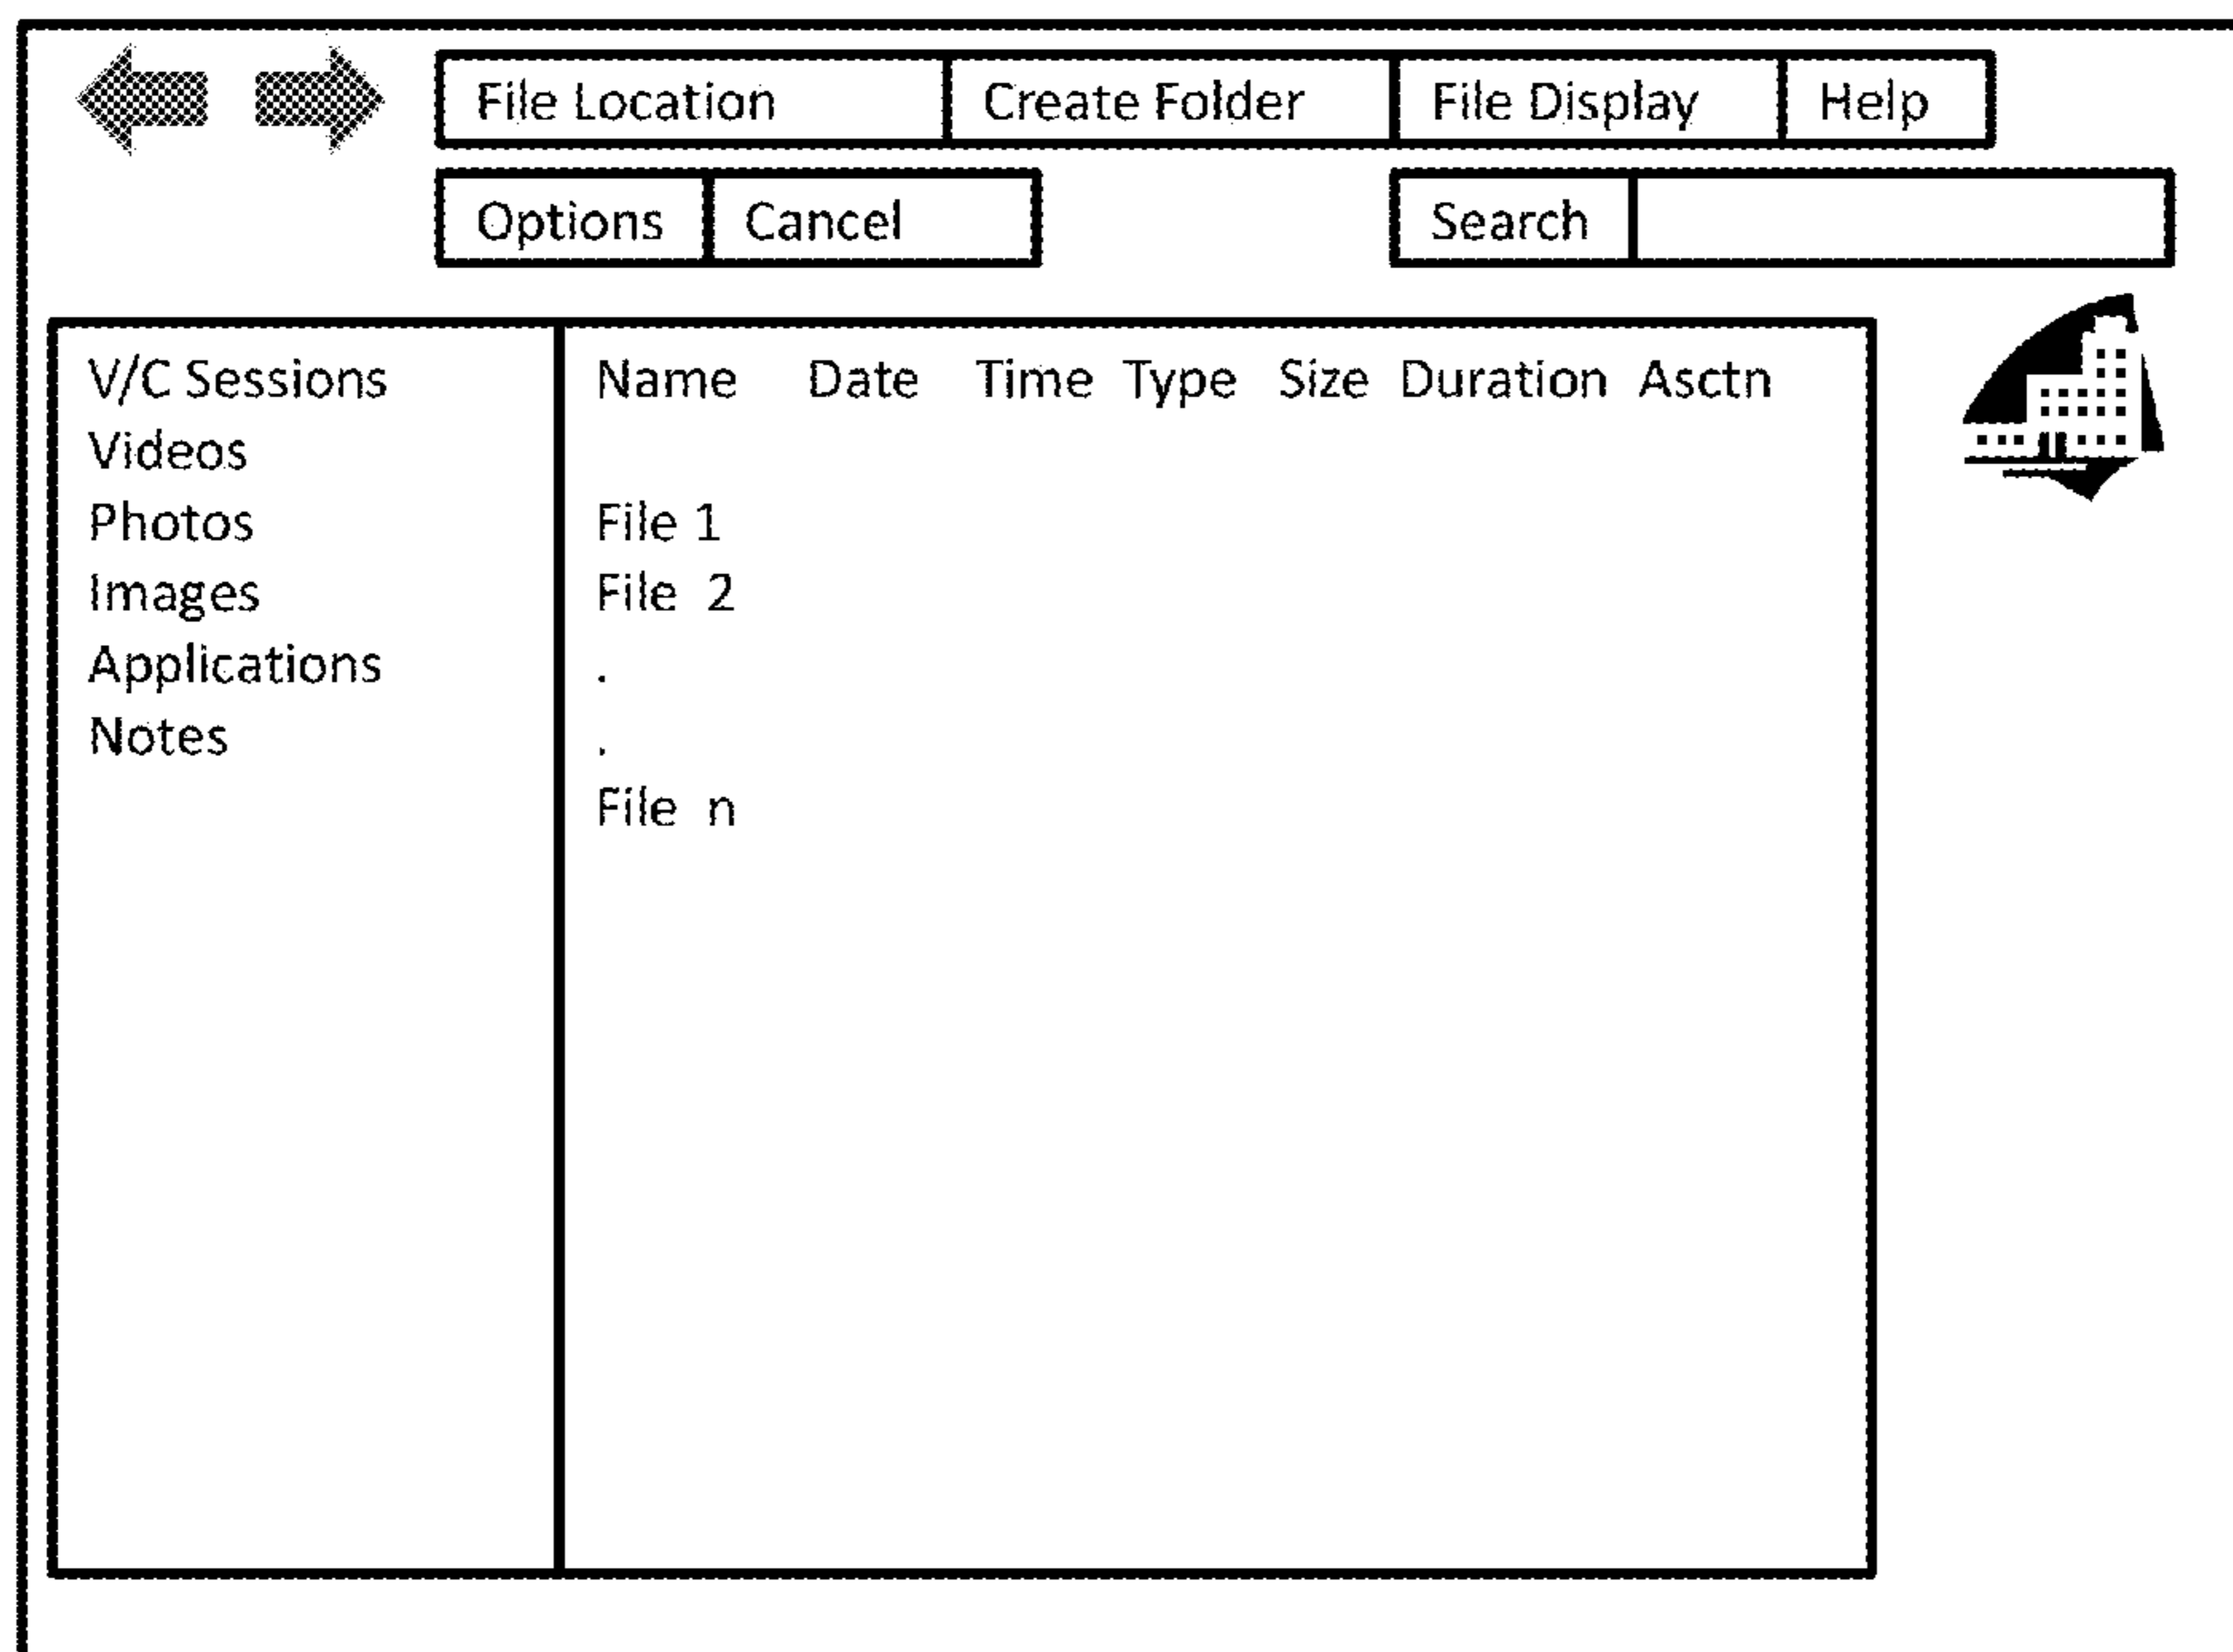 File Location Create Folder File Display Help
Options Cancel Search
V/C Sessions
Videos
Photos
Images
Applications
Notes
Name Date Time Type Size Duration Asctn
File 1
File 2
.
.
File n